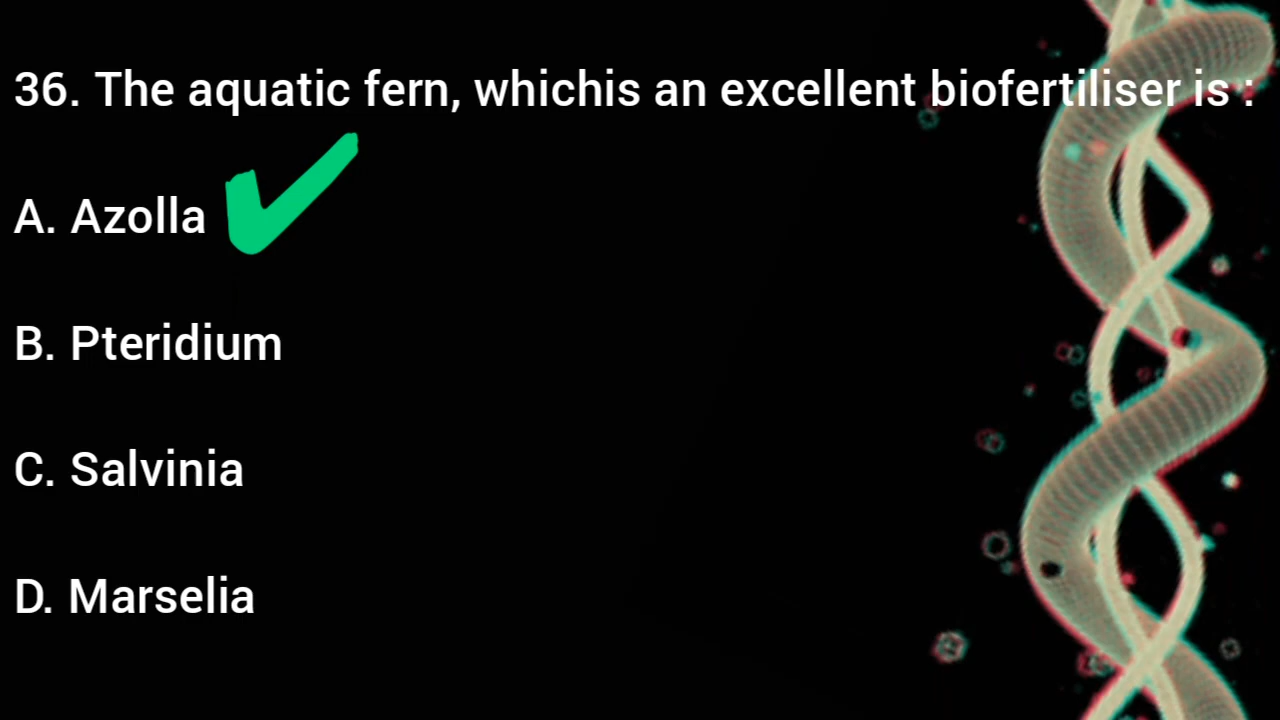 36. The aquatic fern, whichis an excellent biofertiliser is :
A. Azolla
B. Pteridium
C. Salvinia
D. Marselia